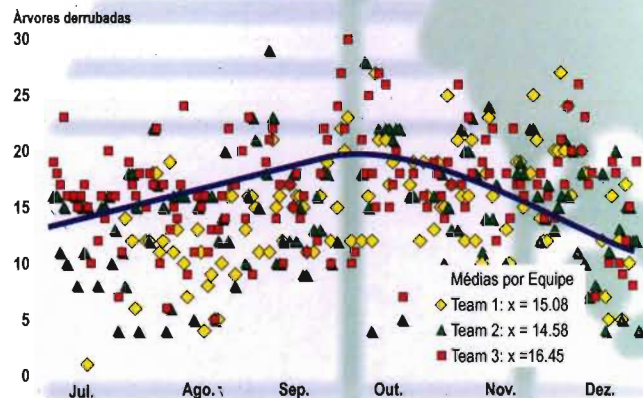 Árvores derrubadas
30
25
20
15
10
5
0
Médias por Equipe
Team 1: x = 15.08
Team 2: x = 14.58
Team 3: x =16.45
Jul. Ago. Sep. Out. Nov. Dez.